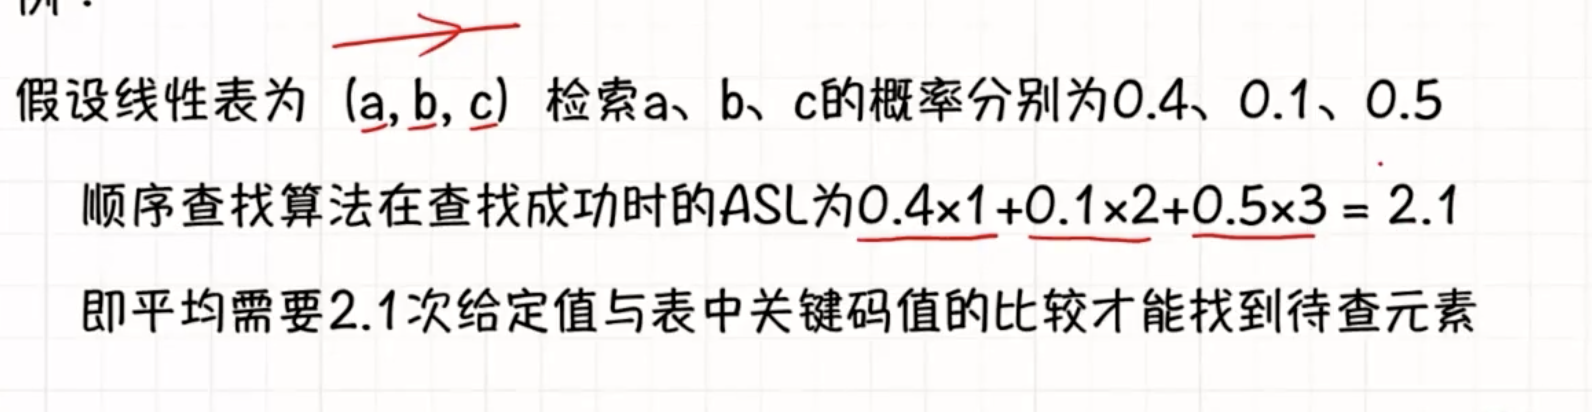 例：
假设线性表为（a, b, c）检索a、b、c的概率分别为0.4、0.1、0.5
顺序查找算法在查找成功时的ASL为0.4×1+0.1×2+0.5×3 = 2.1
即平均需要2.1次给定值与表中关键码值的比较才能找到待查元素